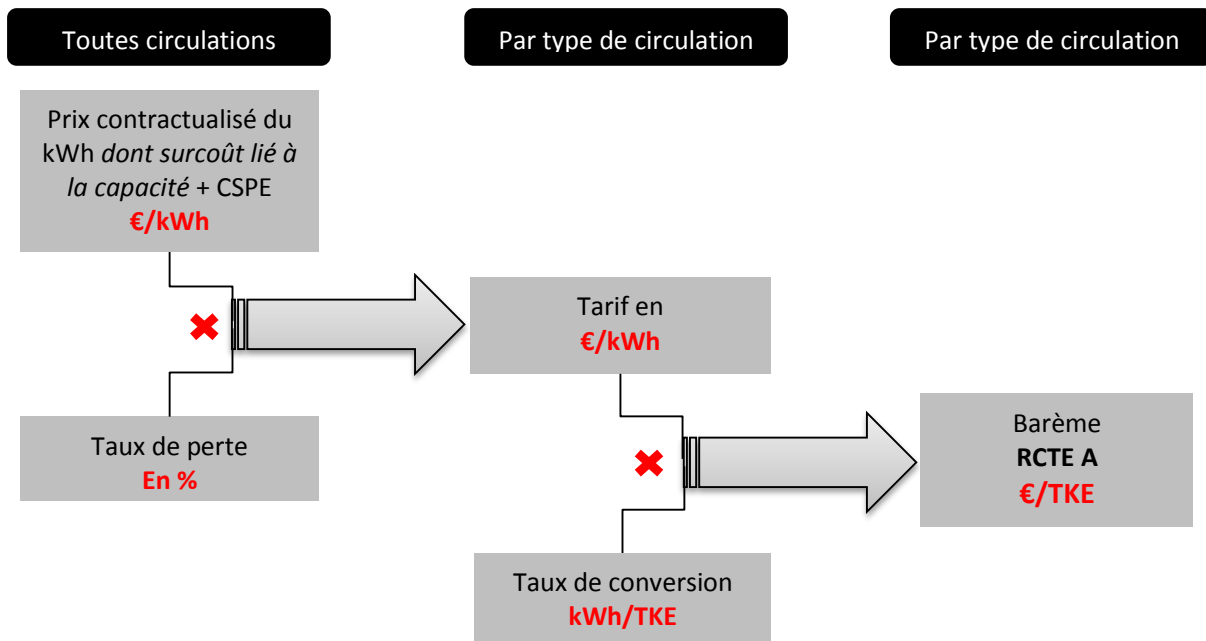 Toutes circulations
Par type de circulation
Par type de circulation
Prix contractualisé du
kWh dont surcoût lié à
la capacité + CSPE
€/kWh
Tarif en
€/kWh
Taux de perte
En %
Barème
RCTE A
€/TKE
Taux de conversion
kWh/TKE